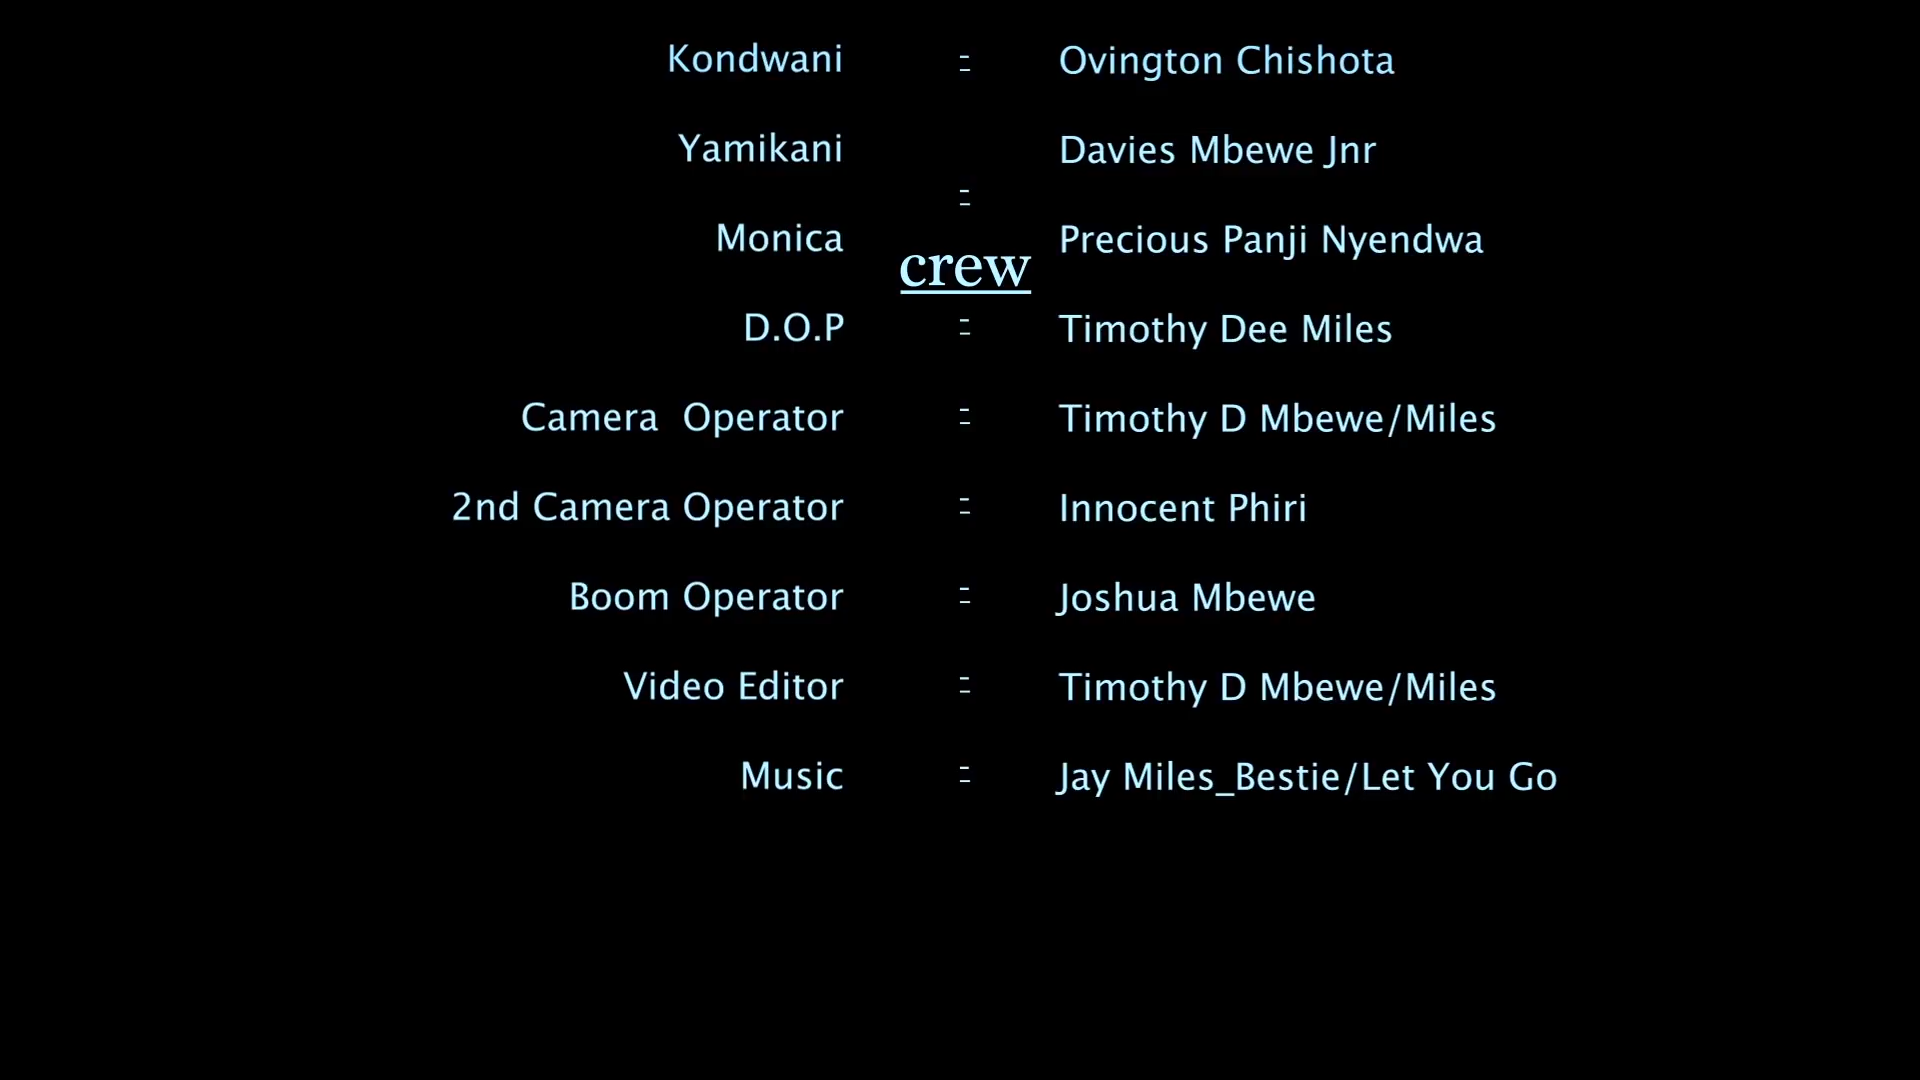 Kondwani - Ovington Chishota
Yamikani Davies Mbewe Jnr
-
Monica Precious Panji Nyendwa
crew
D.O.P - Timothy Dee Miles
Camera  Operator - Timothy D Mbewe/Miles
2nd Camera Operator - Innocent Phiri
Boom Operator - Joshua Mbewe
Video Editor - Timothy D Mbewe/Miles
Music - Jay Miles_Bestie/Let You Go